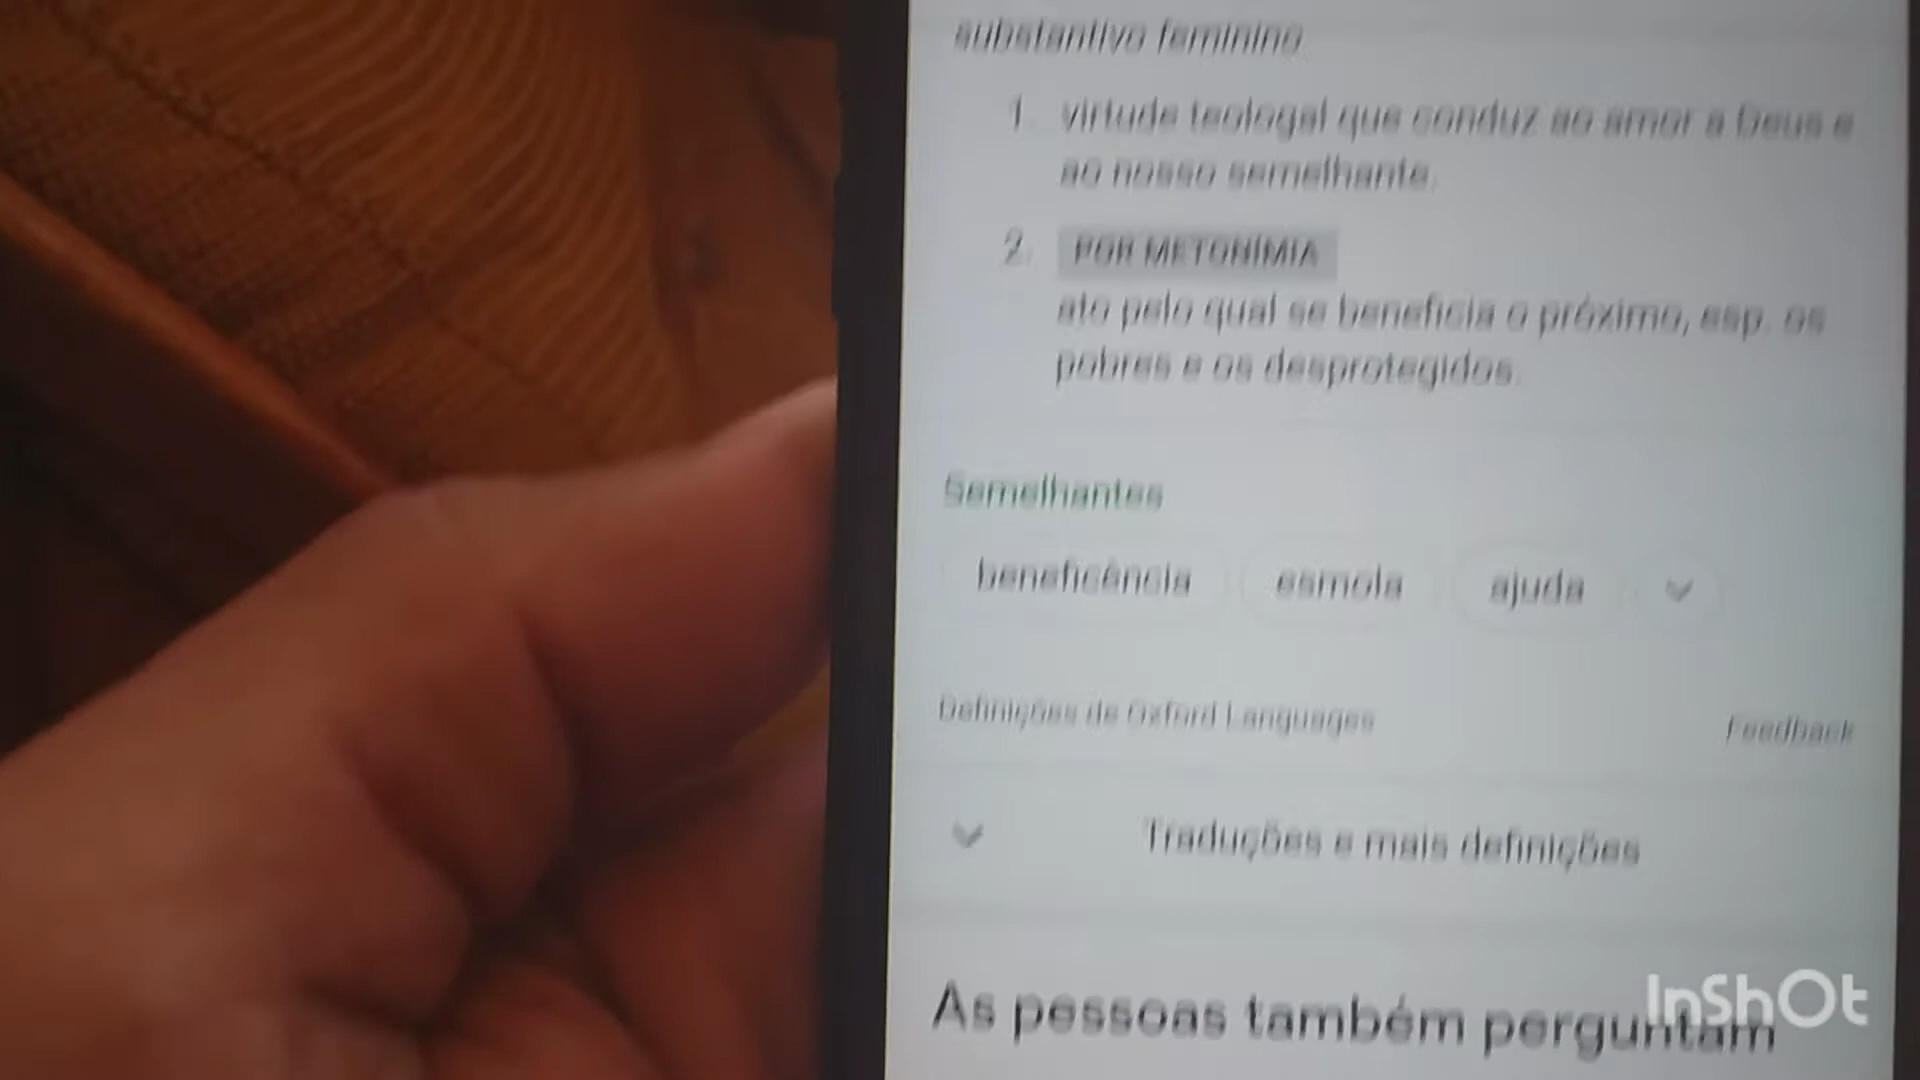 substantivo feminino
1. virtude teologal que conduz ao amor a Deus e
ao nosso semelhante.
2. POR METONÍMIA
ato pelo qual se beneficia o próximo, esp. os
pobres e os desprotegidos.
Semelhantes
beneficência esmola ajuda
Definições de Oxford Languages Feedback
Traduções e mais definições
As pessoas também perguntam
InShOt